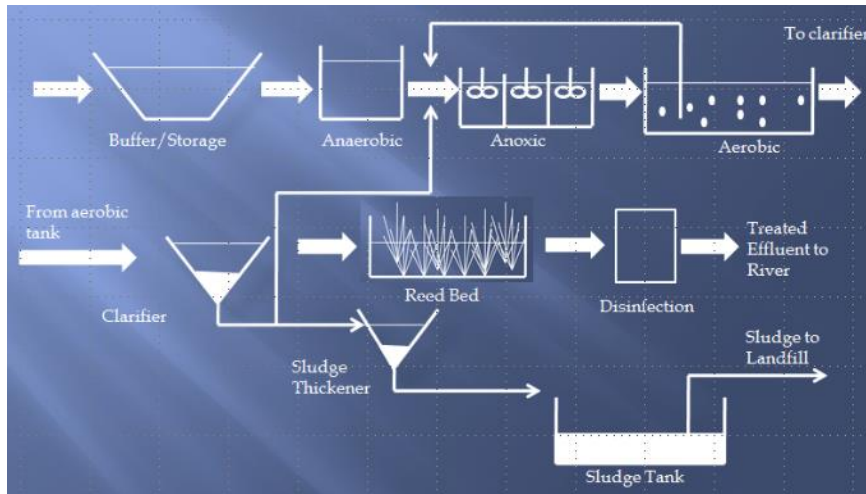 To clarifier
Buffer/Storage
Anaerobic
Anoxic
Aerobic
From aerobic
tank
Clarifier
Reed Bed
Disinfection
Treated
Effluent to
River
Sludge
Thickener
Sludge to
Landfill
Sludge Tank